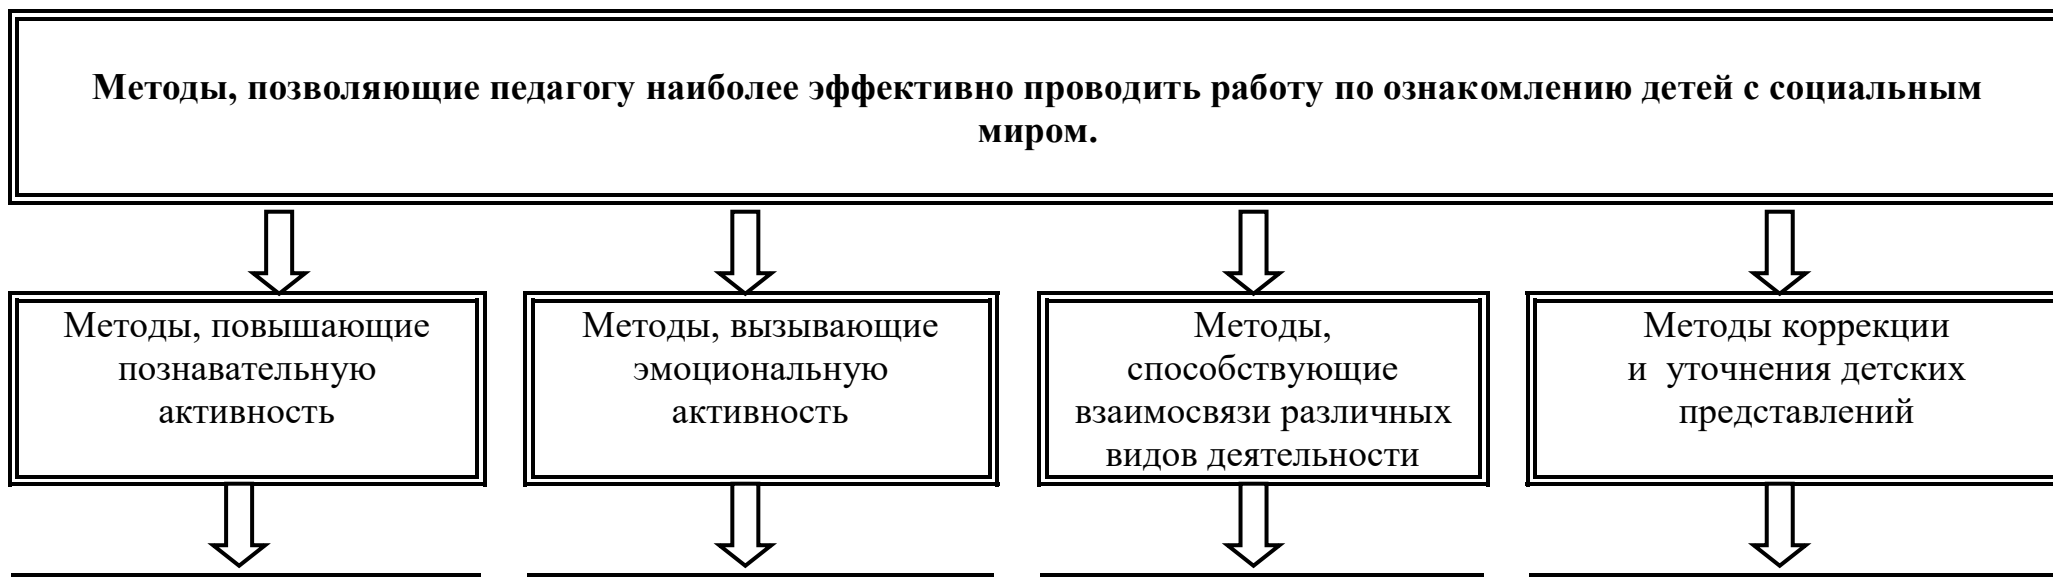 Методы, позволяющие педагогу наиболее эффективно проводить работу по ознакомлению детей с социальным
миром.
Методы, повышающие
познавательную
активность
Методы, вызывающие
эмоциональную
активность
Методы,
способствующие
взаимосвязи различных
видов деятельности
Методы коррекции
и  уточнения детских
представлений